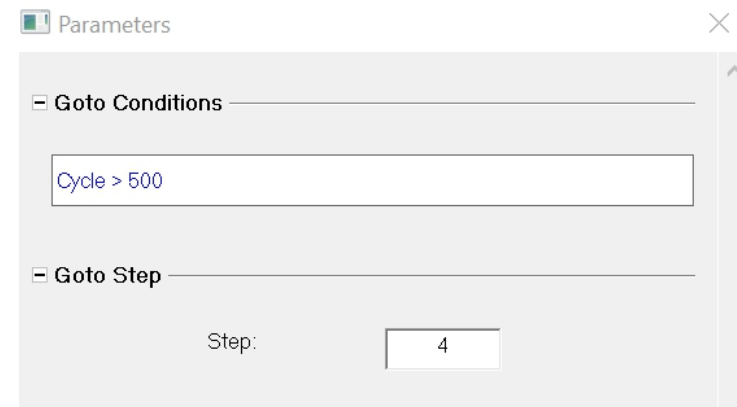 Parameters
Goto Conditions
Cycle > 500
Goto Step
Step: 4